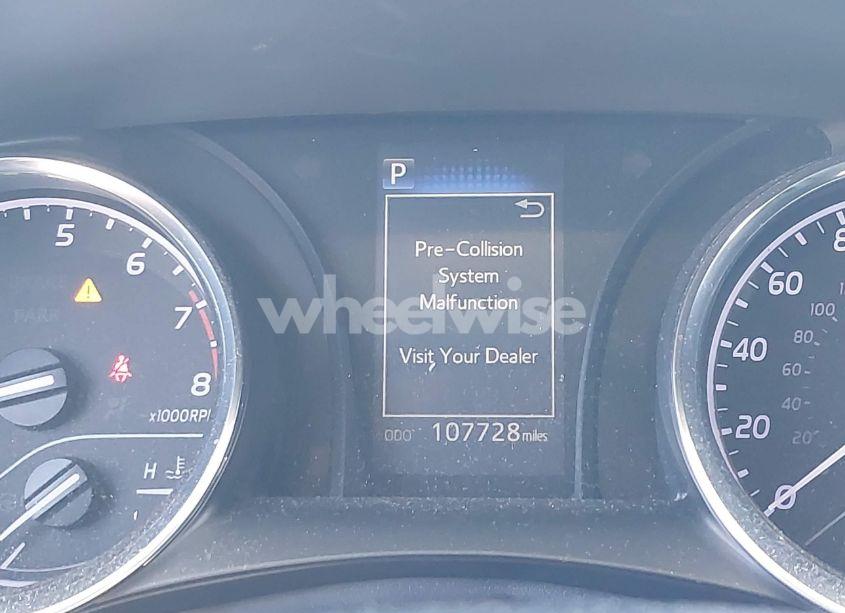 P
Pre-Collision
System
Malfunction
Visit Your Dealer
ODO 107728 miles
wheelwise
5
6
7
8
x1000RPM
H
80
60
40
20
0
100
80
60
40
20